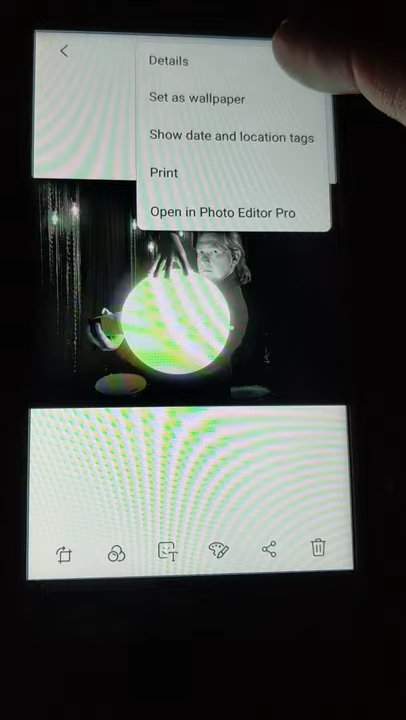 Details
Set as wallpaper
Show date and location tags
Print
Open in Photo Editor Pro